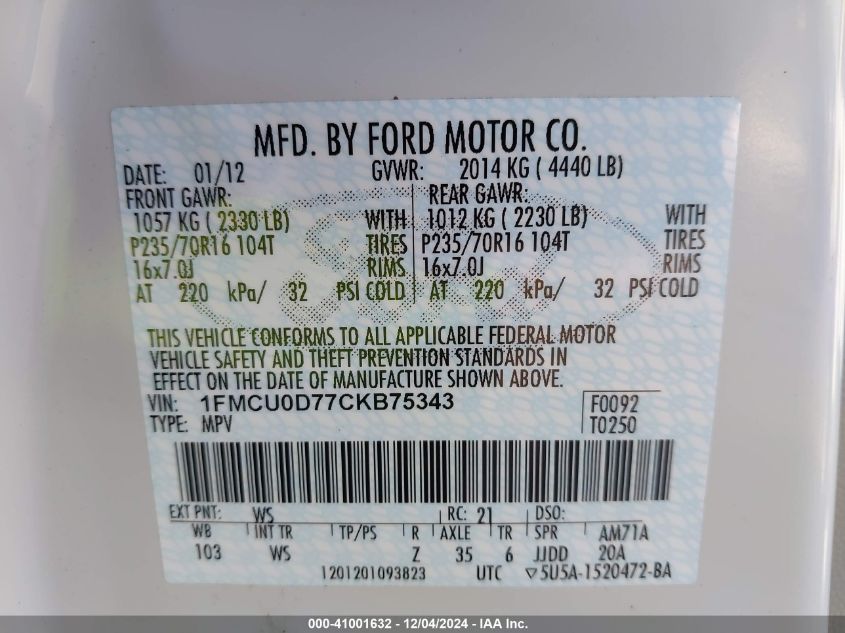 MFD. BY FORD MOTOR CO.
DATE: 01/12 GVWR: 2014 KG ( 4440 LB)
FRONT GAWR: REAR GAWR:
1057 KG ( 2330 LB) WITH 1012 KG ( 2230 LB) WITH
P235/70R16 104T TIRES P235/70R16 104T TIRES
16x7.0J RIMS 16x7.0J RIMS
AT 220 kPa/ 32 PSI COLD AT 220 kPa/ 32 PSI COLD
THIS VEHICLE CONFORMS TO ALL APPLICABLE FEDERAL MOTOR
VEHICLE SAFETY AND THEFT PREVENTION STANDARDS IN
EFFECT ON THE DATE OF MANUFACTURE SHOWN ABOVE.
VIN: 1FMCU0D77CKB75343 F0092
TYPE: MPV T0250
EXT PNT: WS RC: 21 DSO:
WB INT TR TP/PS R AXLE TR SPR AM71A
103 WS Z 35 6 JJDD 20A
1201201093823 UTC ▽5U5A-1520472-BA
000-41001632 - 12/04/2024 - IAA Inc.